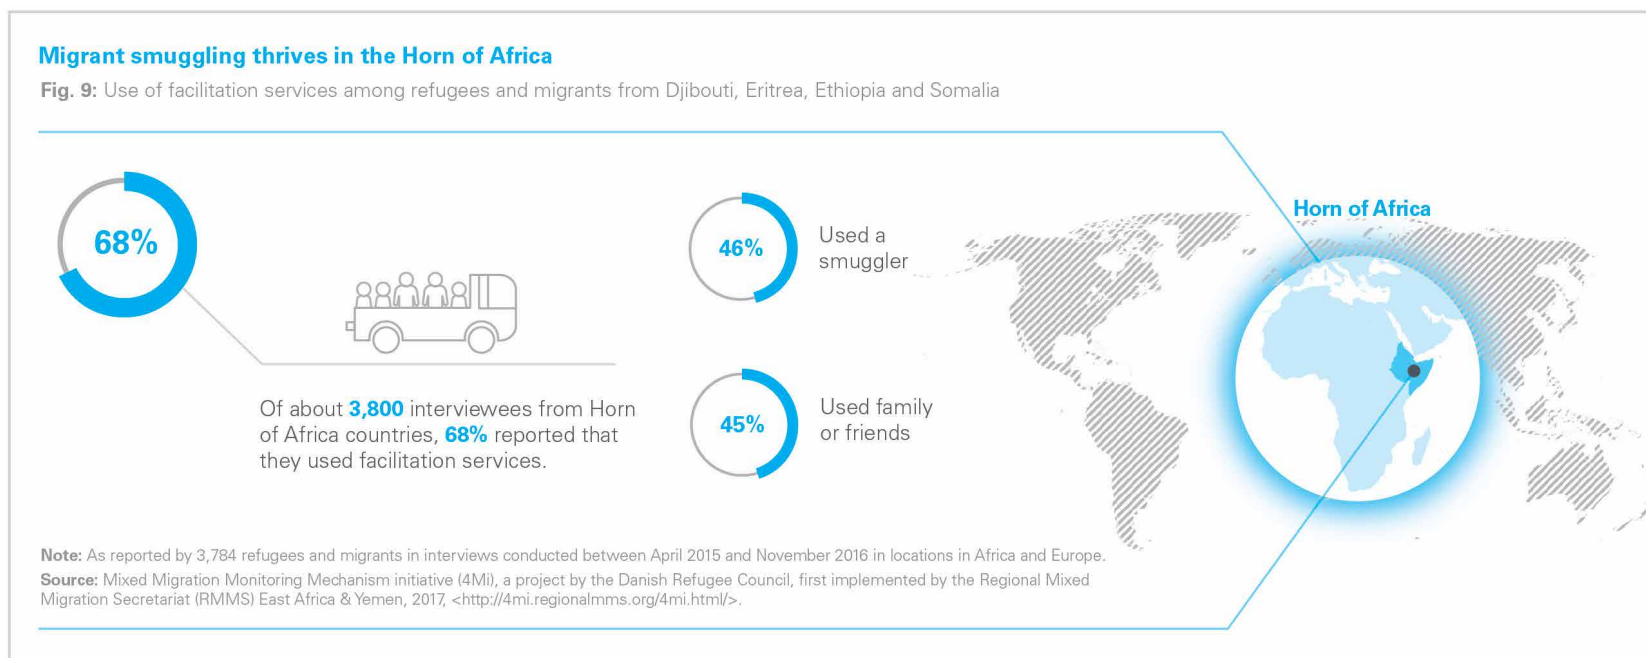 Migrant smuggling thrives in the Horn of Africa
Fig. 9: Use of facilitation services among refugees and migrants from Djibouti, Eritrea, Ethiopia and Somalia
68%
Of about 3,800 interviewees from Horn
of Africa countries, 68% reported that
they used facilitation services.
46%
Used a
smuggler
45%
Used family
or friends
Horn of Africa
Note: As reported by 3,784 refugees and migrants in interviews conducted between April 2015 and November 2016 in locations in Africa and Europe.
Source: Mixed Migration Monitoring Mechanism initiative (4Mi), a project by the Danish Refugee Council, first implemented by the Regional Mixed
Migration Secretariat (RMMS) East Africa & Yemen, 2017, <http://4mi.regionalmms.org/4mi.html/>.